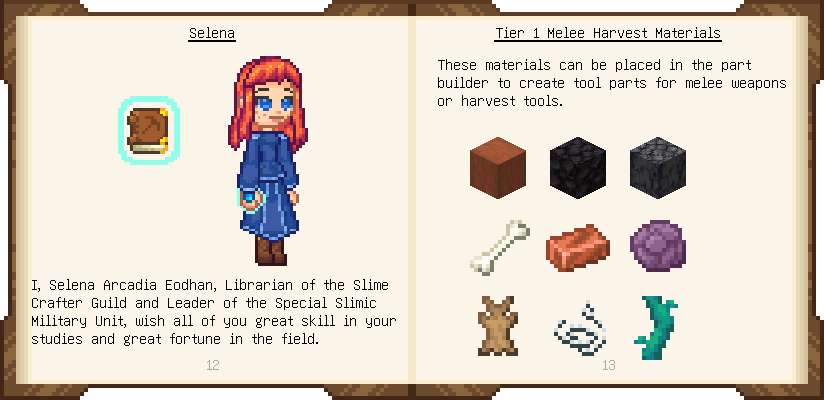 Selena
I, Selena Arcadia Eodhan, Librarian of the Slime
Crafter Guild and Leader of the Special Slimic
Military Unit, wish all of you great skill in your
studies and great fortune in the field.
12
Tier 1 Melee Harvest Materials
These materials can be placed in the part
builder to create tool parts for melee weapons
or harvest tools.
13